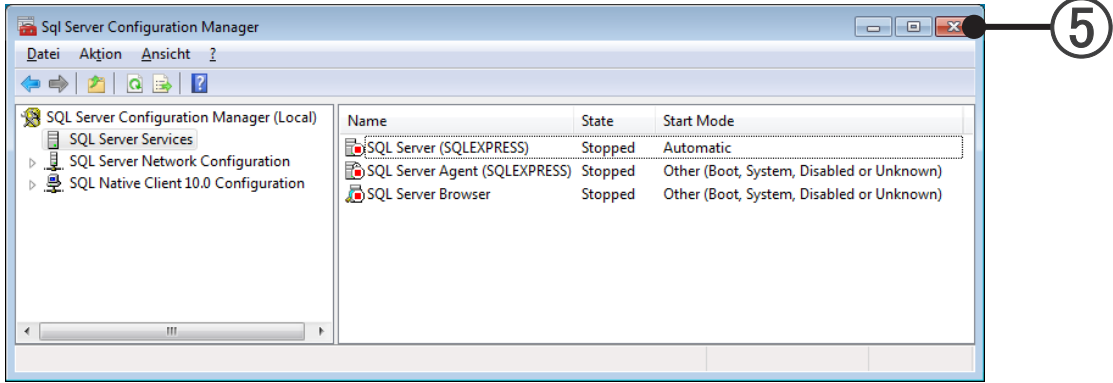 Sql Server Configuration Manager
5
Datei Aktion Ansicht ?
?
SQL Server Configuration Manager (Local)
SQL Server Services
SQL Server Network Configuration
SQL Native Client 10.0 Configuration
Name State Start Mode
SQL Server (SQLEXPRESS) Stopped Automatic
SQL Server Agent (SQLEXPRESS) Stopped Other (Boot, System, Disabled or Unknown)
SQL Server Browser Stopped Other (Boot, System, Disabled or Unknown)